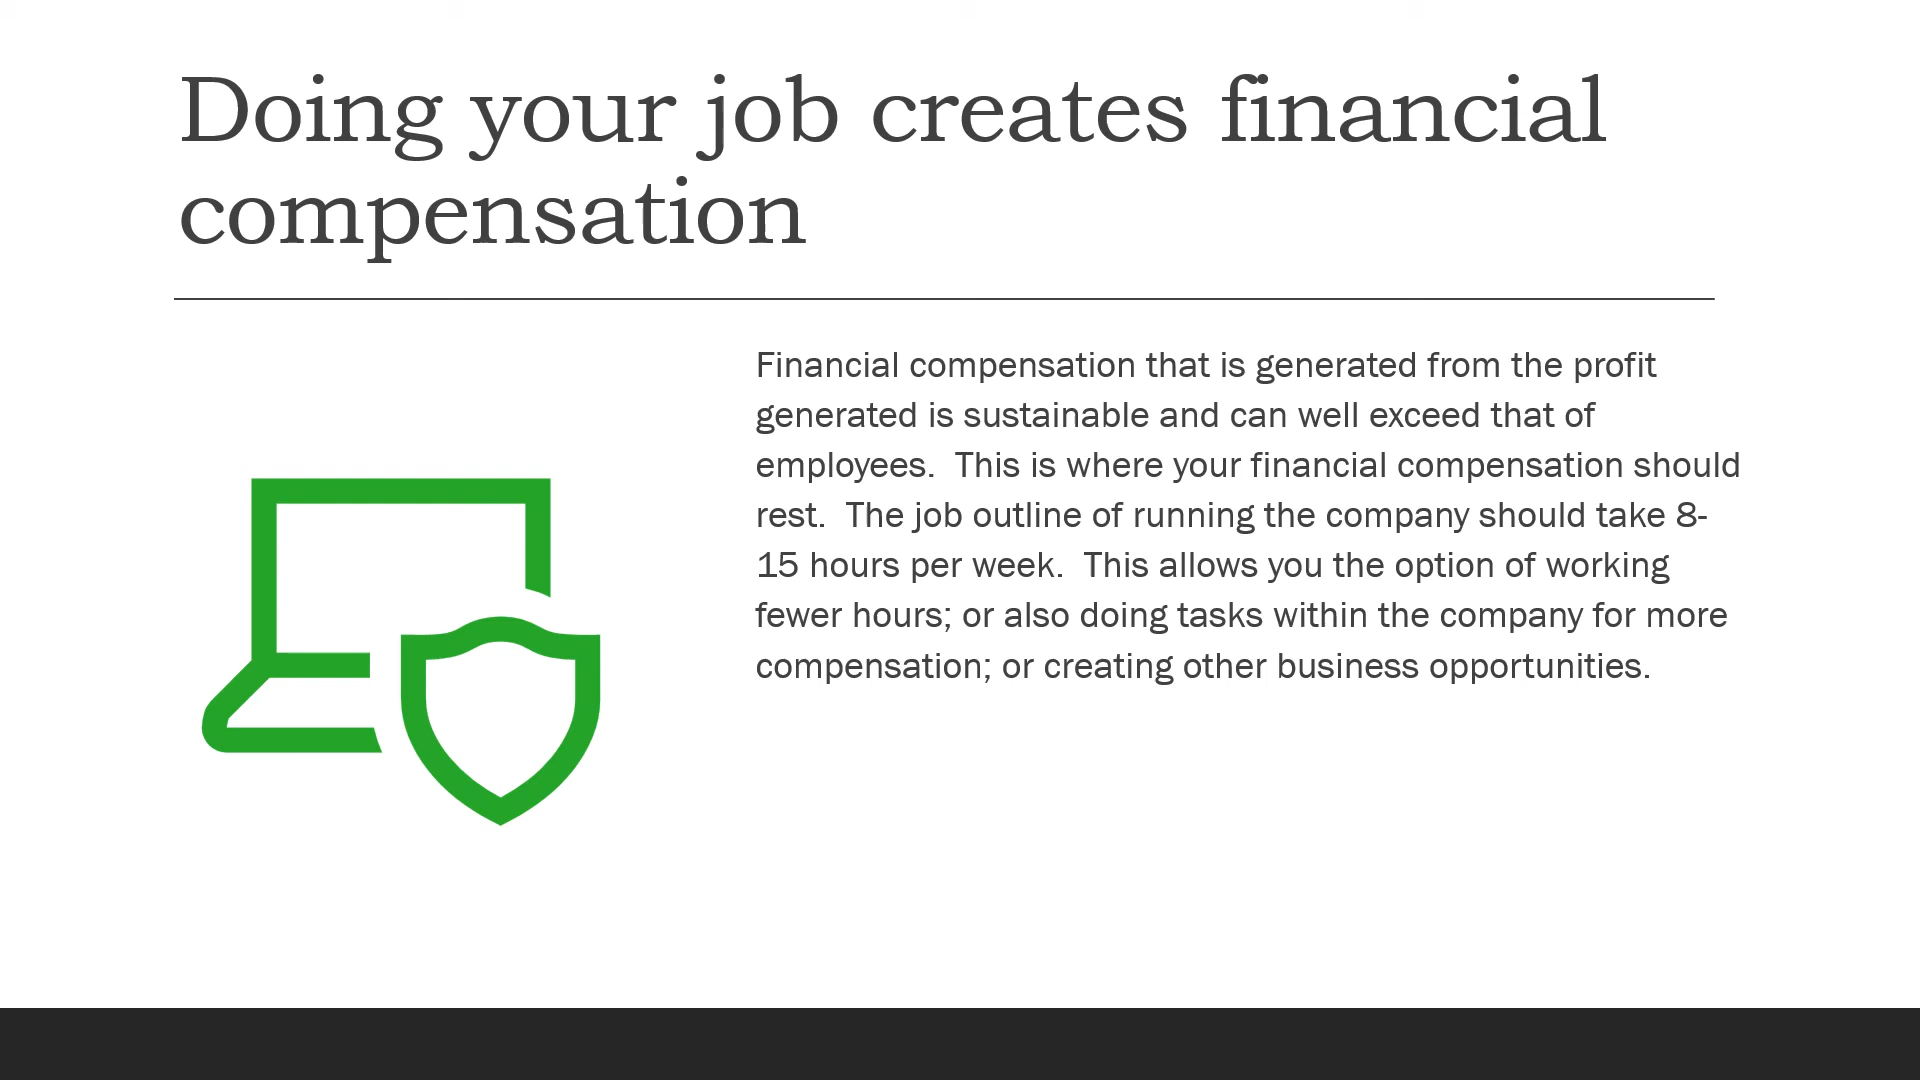 Doing your job creates financial
compensation
Financial compensation that is generated from the profit
generated is sustainable and can well exceed that of
employees.  This is where your financial compensation should
rest.  The job outline of running the company should take 8-
15 hours per week.  This allows you the option of working
fewer hours; or also doing tasks within the company for more
compensation; or creating other business opportunities.